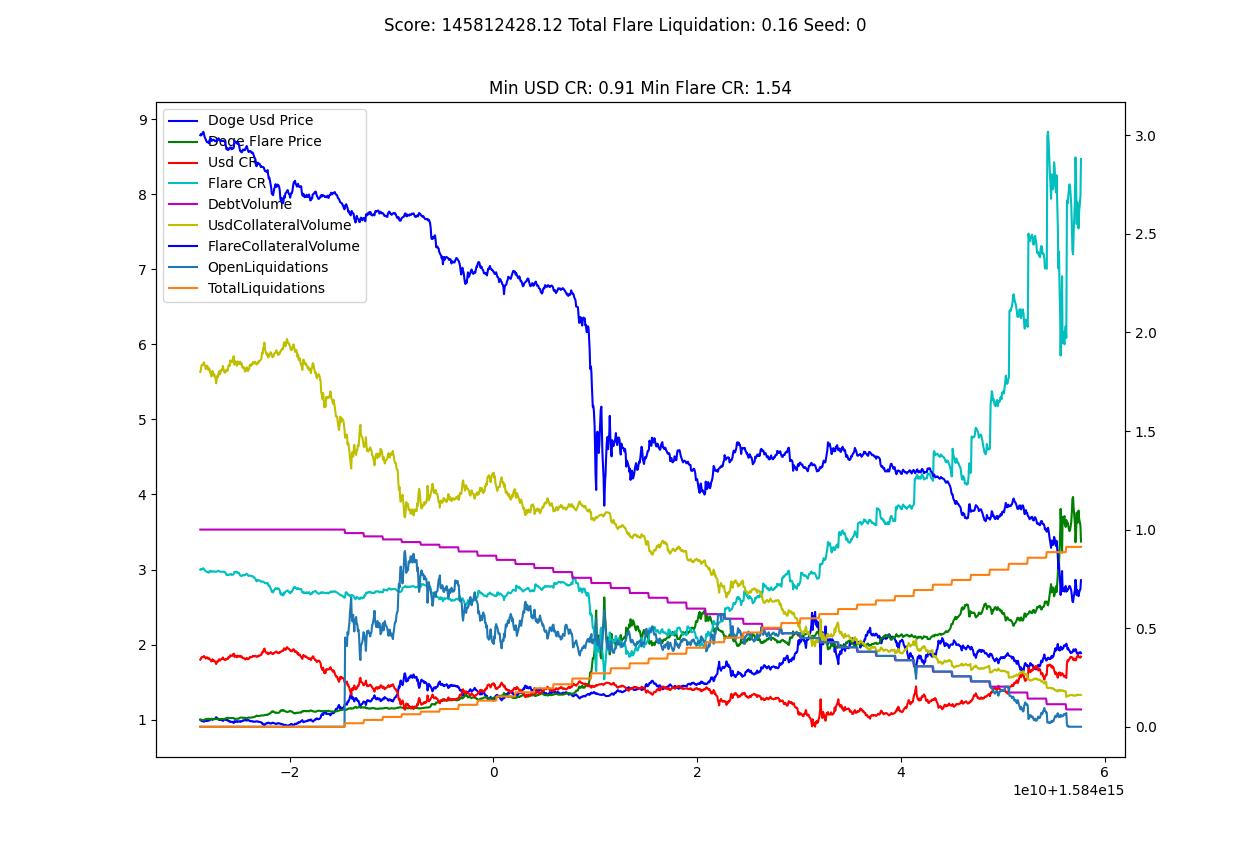 Score: 145812428.12 Total Flare Liquidation: 0.16 Seed: 0
Min USD CR: 0.91 Min Flare CR: 1.54
Doge Usd Price
Doge Flare Price
Usd CR
Flare CR
DebtVolume
UsdCollateralVolume
FlareCollateralVolume
OpenLiquidations
TotalLiquidations
9
8
7
6
5
4
3
2
1
3.0
2.5
2.0
1.5
1.0
0.5
0.0
−2 0 2 4 6
1e10+1.584e15